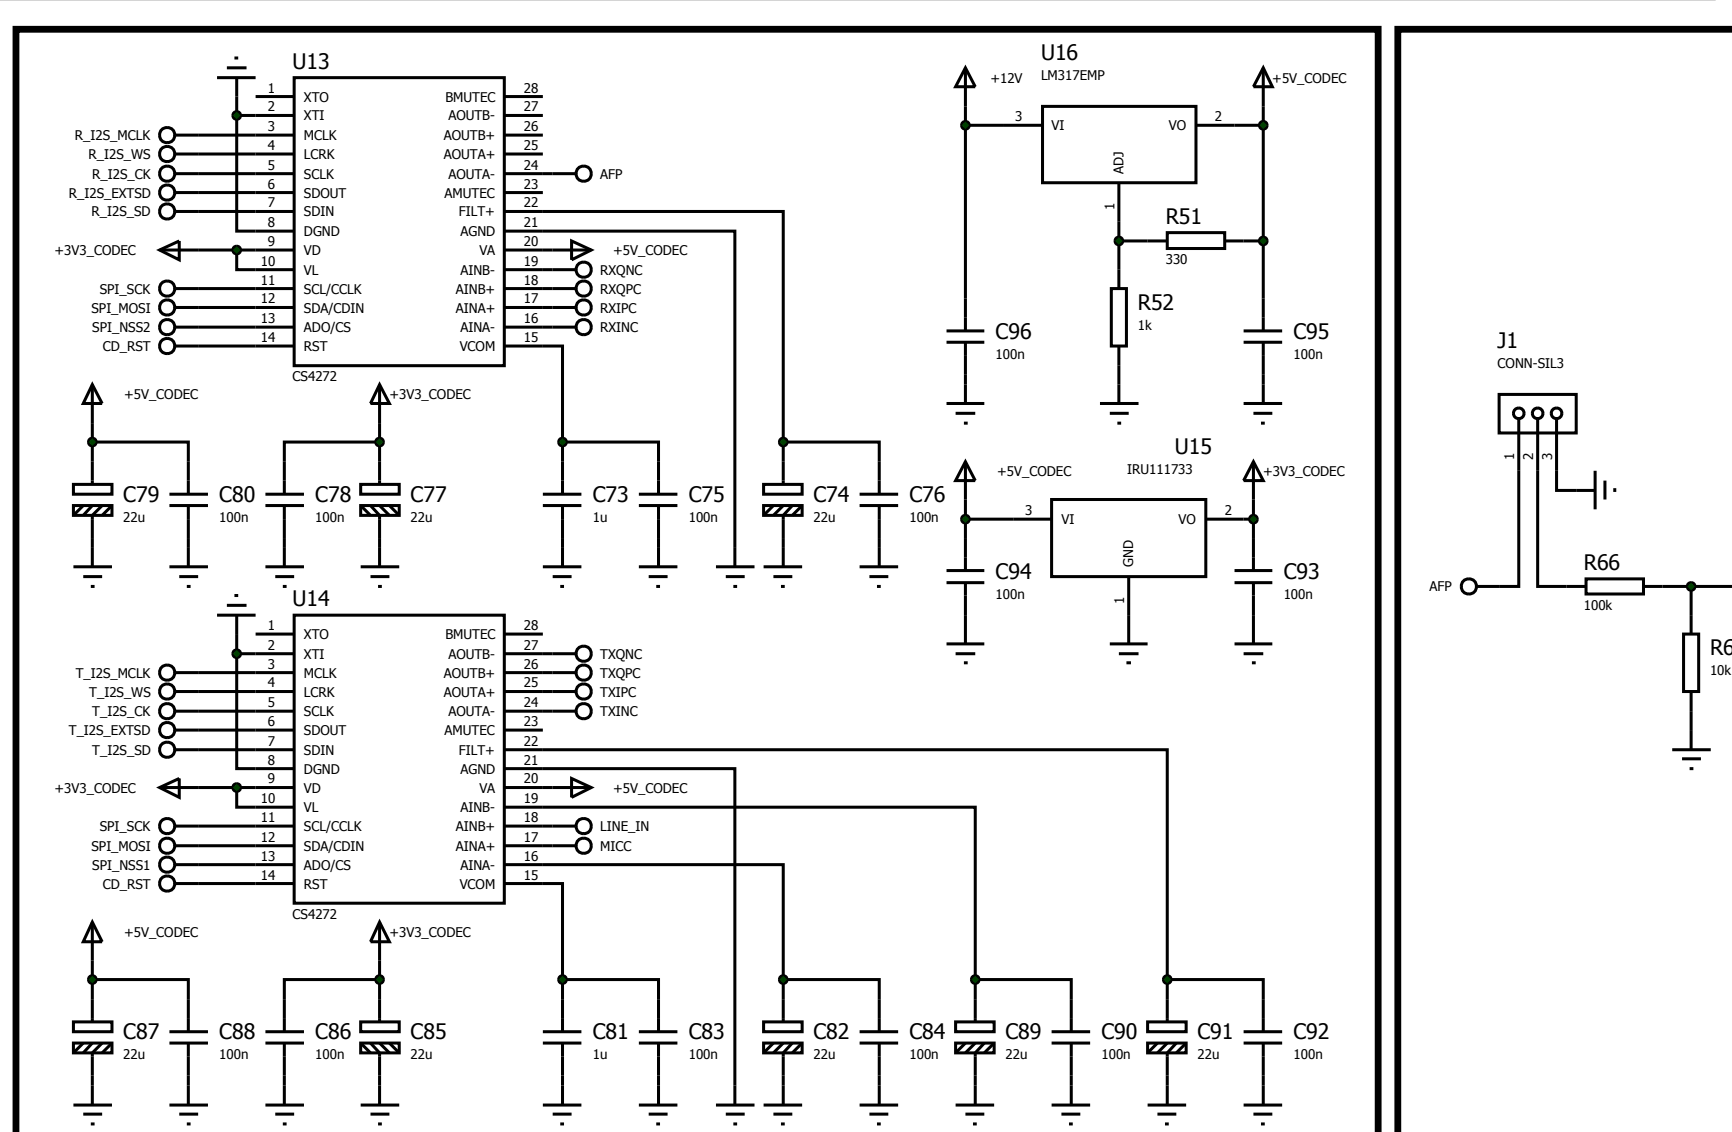 U13
1 XTO BMUTEC 28
2 XTI AOUTB- 27
R_I2S_MCLK 3 MCLK AOUTB+ 26
R_I2S_WS 4 LCRK AOUTA+ 25
R_I2S_CK 5 SCLK AOUTA- 24 AFP
R_I2S_EXTSD 6 SDOUT AMUTEC 23
R_I2S_SD 7 SDIN FILT+ 22
8 DGND AGND 21
+3V3_CODEC 9 VD VA 20 +5V_CODEC
10 VL AINB- 19 RXQNC
SPI_SCK 11 SCL/CCLK AINB+ 18 RXQPC
SPI_MOSI 12 SDA/CDIN AINA+ 17 RXIPC
SPI_NSS2 13 ADO/CS AINA- 16 RXINC
CD_RST 14 RST VCOM 15
CS4272
+5V_CODEC +3V3_CODEC
C79 C80 C78 C77 C73 C75 C74 C76
22u 100n 100n 22u 1u 100n 22u 100n
U14
1 XTO BMUTEC 28
2 XTI AOUTB- 27 TXQNC
T_I2S_MCLK 3 MCLK AOUTB+ 26 TXQPC
T_I2S_WS 4 LCRK AOUTA+ 25 TXIPC
T_I2S_CK 5 SCLK AOUTA- 24 TXINC
T_I2S_EXTSD 6 SDOUT AMUTEC 23
T_I2S_SD 7 SDIN FILT+ 22
8 DGND AGND 21
+3V3_CODEC 9 VD VA 20 +5V_CODEC
10 VL AINB- 19
SPI_SCK 11 SCL/CCLK AINB+ 18 LINE_IN
SPI_MOSI 12 SDA/CDIN AINA+ 17 MICC
SPI_NSS1 13 ADO/CS AINA- 16
CD_RST 14 RST VCOM 15
CS4272
+5V_CODEC +3V3_CODEC
C87 C88 C86 C85 C81 C83 C82 C84 C89 C90 C91 C92
22u 100n 100n 22u 1u 100n 22u 100n 22u 100n 22u 100n
U16
+12V LM317EMP +5V_CODEC
3 VI VO 2
ADJ
1
R51
330
R52
1k
C96 C95
100n 100n
U15
+5V_CODEC IRU111733 +3V3_CODEC
3 VI VO 2
GND
1
C94 C93
100n 100n
J1
CONN-SIL3
1 2 3
AFP
R66
100k
R6
10k